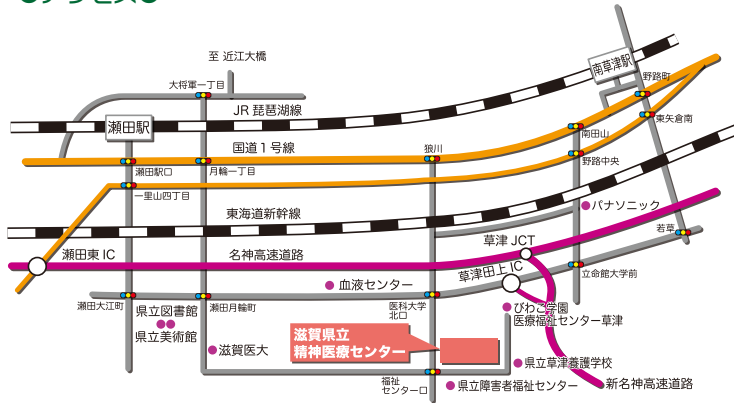 ●アクセス●
至 近江大橋
大将軍一丁目
南草津駅
野路町
JR 琵琶湖線
瀬田駅
東矢倉南
南田山
国道1号線
狼川
瀬田駅口
月輪一丁目
野路中央
一里山四丁目
パナソニック
東海道新幹線
若草
草津 JCT
瀬田東 IC
名神高速道路
草津田上 IC
立命館大学前
血液センター
瀬田大江町
県立図書館
県立美術館
瀬田月輪町
医科大学
北口
びわこ学園
医療福祉センター草津
滋賀県立
精神医療センター
滋賀医大
県立草津養護学校
福祉
センター口
県立障害者福祉センター
新名神高速道路